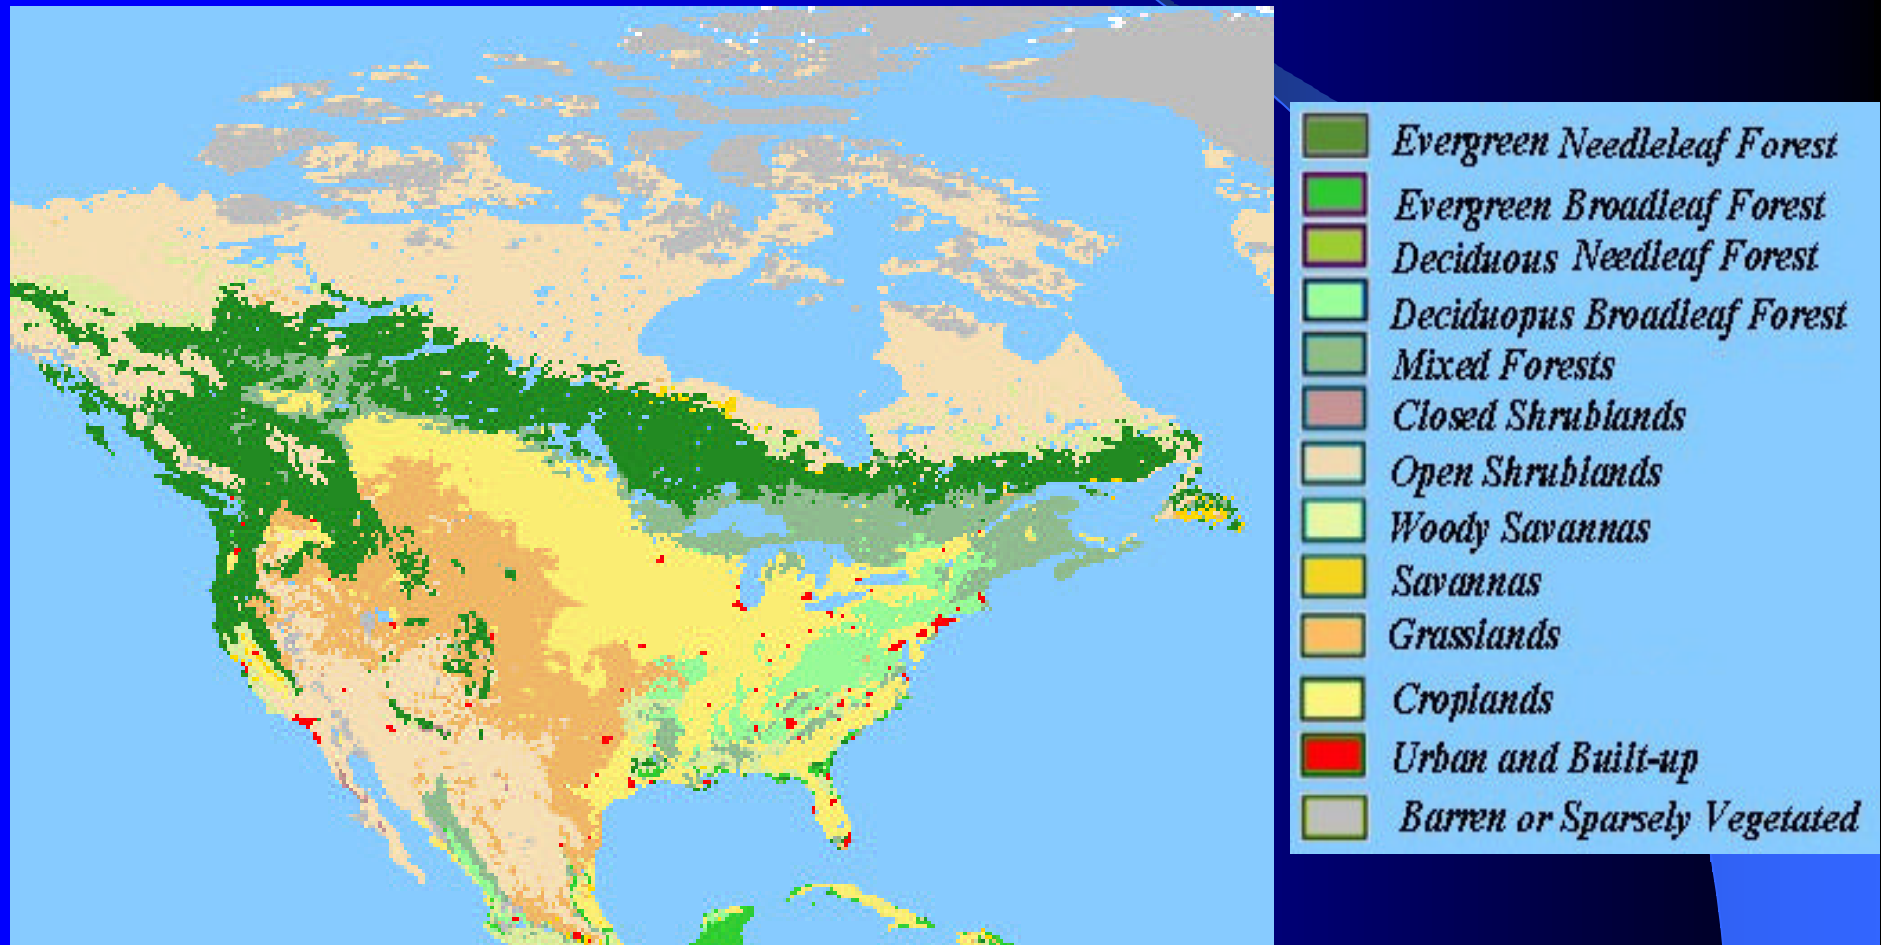 Evergreen Needleleaf Forest
Evergreen Broadleaf Forest
Deciduous Needleaf Forest
Deciduopus Broadleaf Forest
Mixed Forests
Closed Shrublands
Open Shrublands
Woody Savannas
Savannas
Grasslands
Croplands
Urban and Built-up
Barren or Sparsely Vegetated